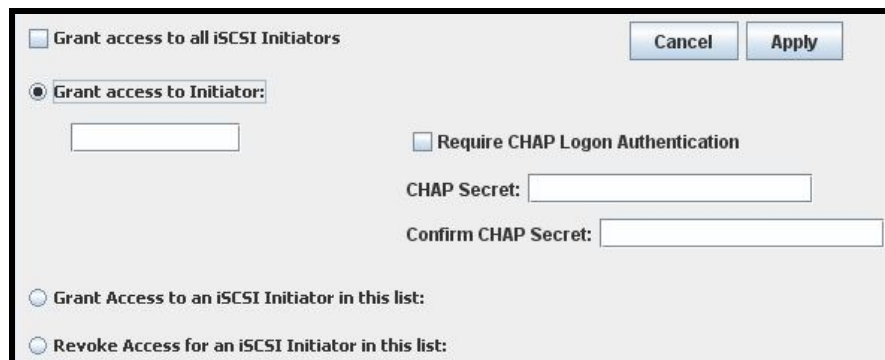 Grant access to all iSCSI Initiators
Cancel Apply
Grant access to Initiator:
Require CHAP Logon Authentication
CHAP Secret:
Confirm CHAP Secret:
Grant Access to an iSCSI Initiator in this list:
Revoke Access for an iSCSI Initiator in this list: